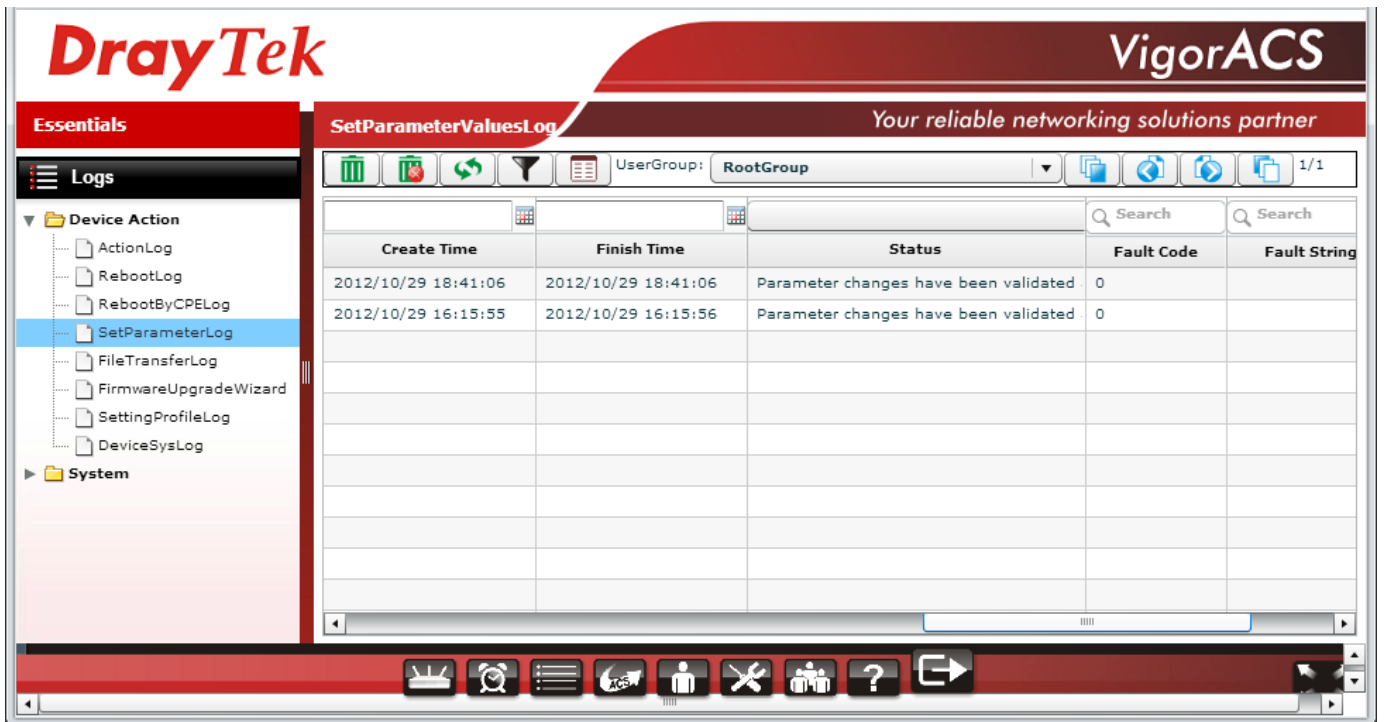 DrayTek
VigorACS
Essentials
SetParameterValuesLog
Your reliable networking solutions partner
Logs
UserGroup: RootGroup 1/1
Device Action
ActionLog
RebootLog
RebootByCPELog
SetParameterLog
FileTransferLog
FirmwareUpgradeWizard
SettingProfileLog
DeviceSysLog
System
Search Search
Create Time Finish Time Status Fault Code Fault String
2012/10/29 18:41:06 2012/10/29 18:41:06 Parameter changes have been validated 0
2012/10/29 16:15:55 2012/10/29 16:15:56 Parameter changes have been validated 0
ACS
?